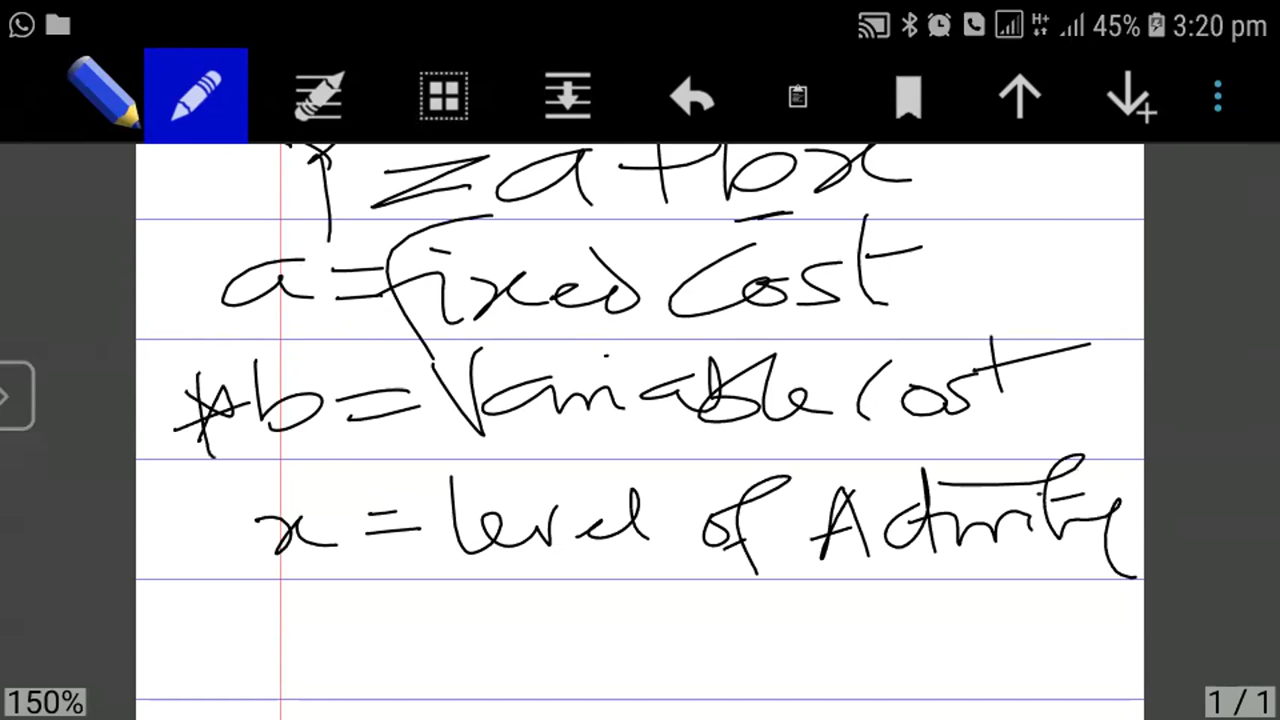 45% 3:20 pm
y = a + bx
a = fixed cost
*b = Variable Cost
x = Level of Activity
150% 1 / 1